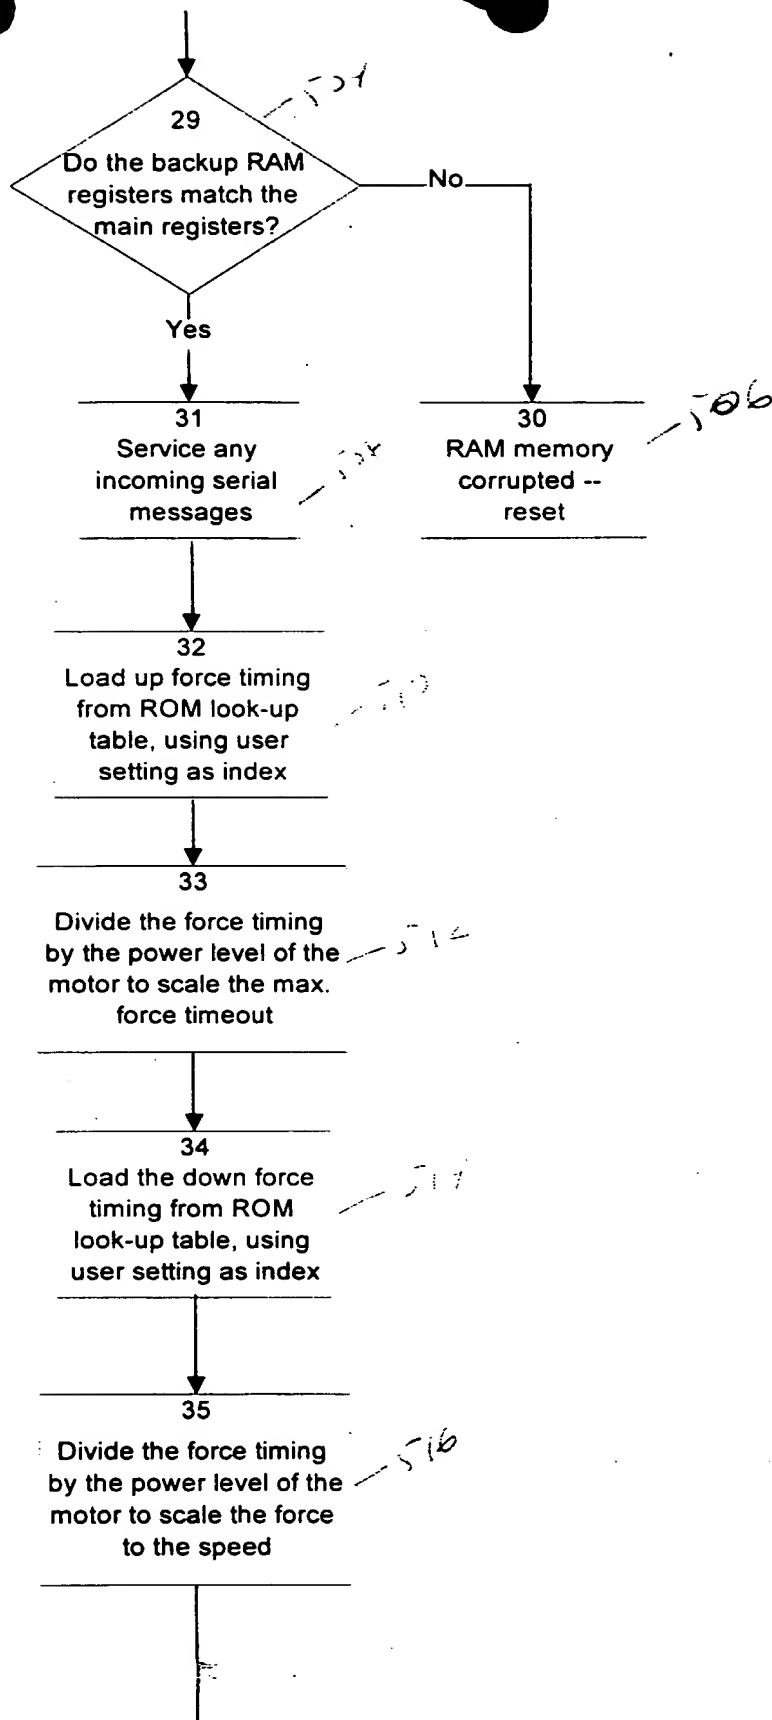 29
Do the backup RAM
registers match the
main registers?
No
Yes
31
Service any
incoming serial
messages
30
RAM memory
corrupted --
reset
506
32
Load up force timing
from ROM look-up
table, using user
setting as index
33
Divide the force timing
by the power level of the
motor to scale the max.
force timeout
34
Load the down force
timing from ROM
look-up table, using
user setting as index
35
Divide the force timing
by the power level of the
motor to scale the force
to the speed
516